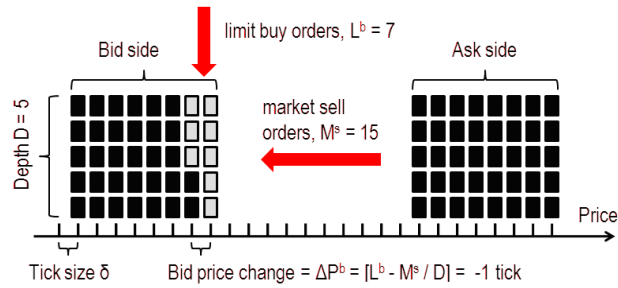 limit buy orders, Lᵇ = 7
Bid side
Ask side
market sell
orders, Mˢ = 15
Depth D = 5
Price
Tick size δ
Bid price change = ΔPᵇ = ⌈Lᵇ - Mˢ / D⌉ = -1 tick